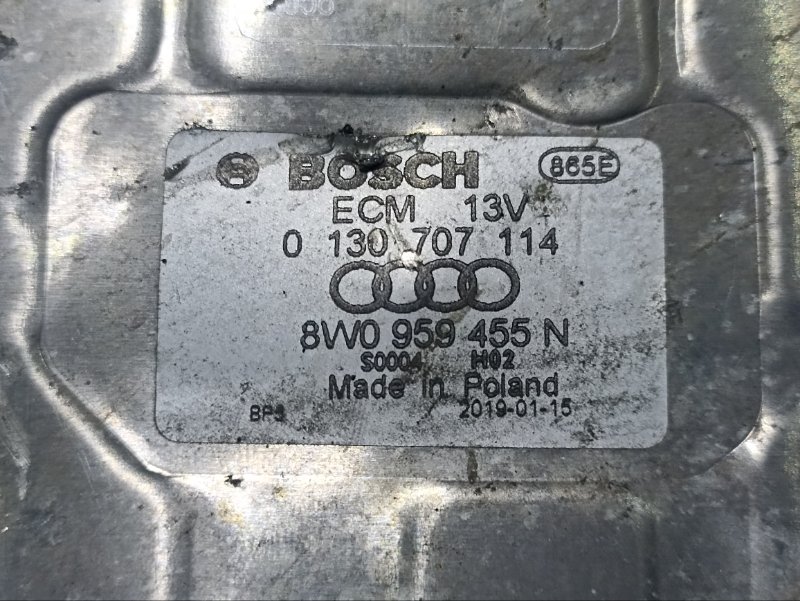 BOSCH 865E
ECM 13V
0 130 707 114
8W0 959 455 N
S0004 H02
Made in Poland
2019-01-15